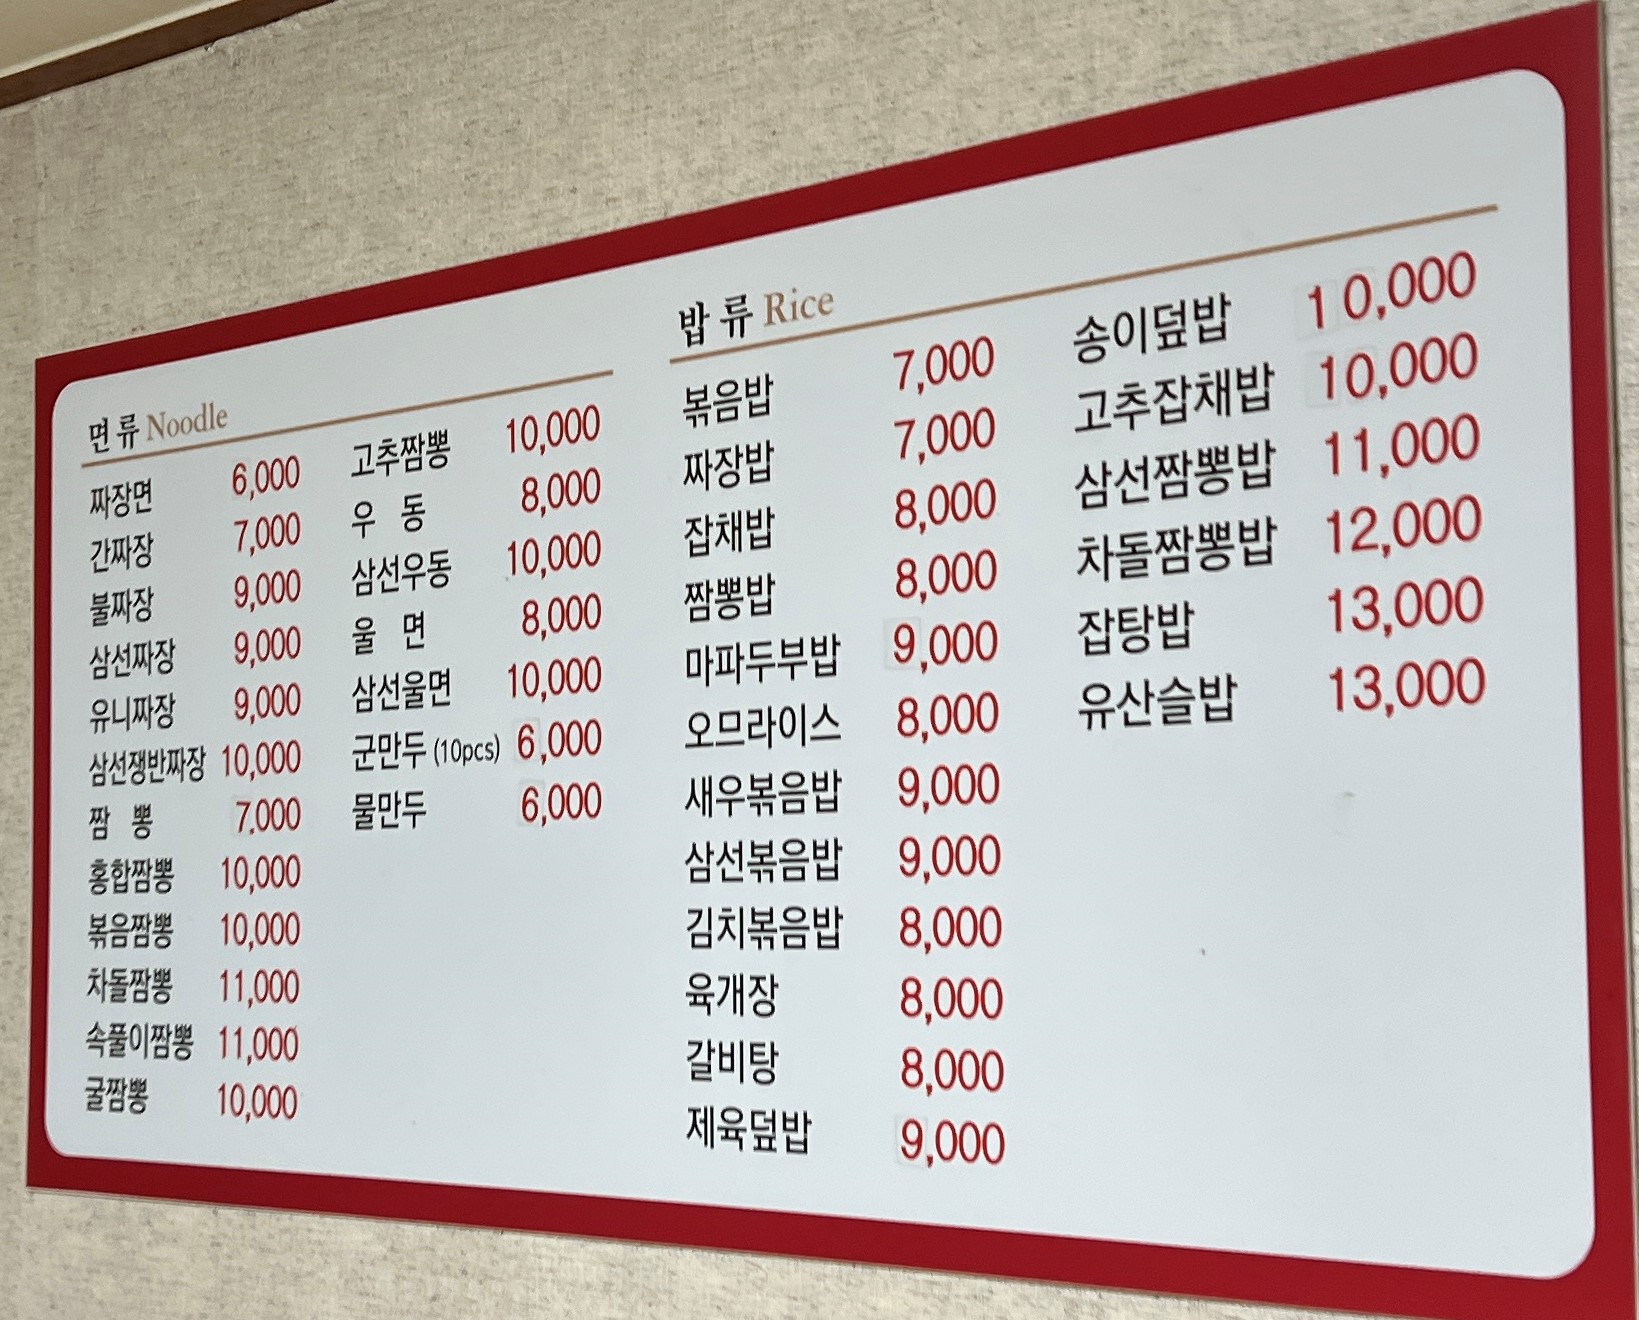 면류 Noodle
짜장면 6,000
간짜장 7,000
불짜장 9,000
삼선짜장 9,000
유니짜장 9,000
삼선쟁반짜장 10,000
짬 뽕 7,000
홍합짬뽕 10,000
볶음짬뽕 10,000
차돌짬뽕 11,000
속풀이짬뽕 11,000
굴짬뽕 10,000
고추짬뽕 10,000
우 동 8,000
삼선우동 10,000
울 면 8,000
삼선울면 10,000
군만두 (10pcs) 6,000
물만두 6,000
밥류 Rice
볶음밥 7,000
짜장밥 7,000
잡채밥 8,000
짬뽕밥 8,000
마파두부밥 9,000
오므라이스 8,000
새우볶음밥 9,000
삼선볶음밥 9,000
김치볶음밥 8,000
육개장 8,000
갈비탕 8,000
제육덮밥 9,000
송이덮밥 10,000
고추잡채밥 10,000
삼선짬뽕밥 11,000
차돌짬뽕밥 12,000
잡탕밥 13,000
유산슬밥 13,000